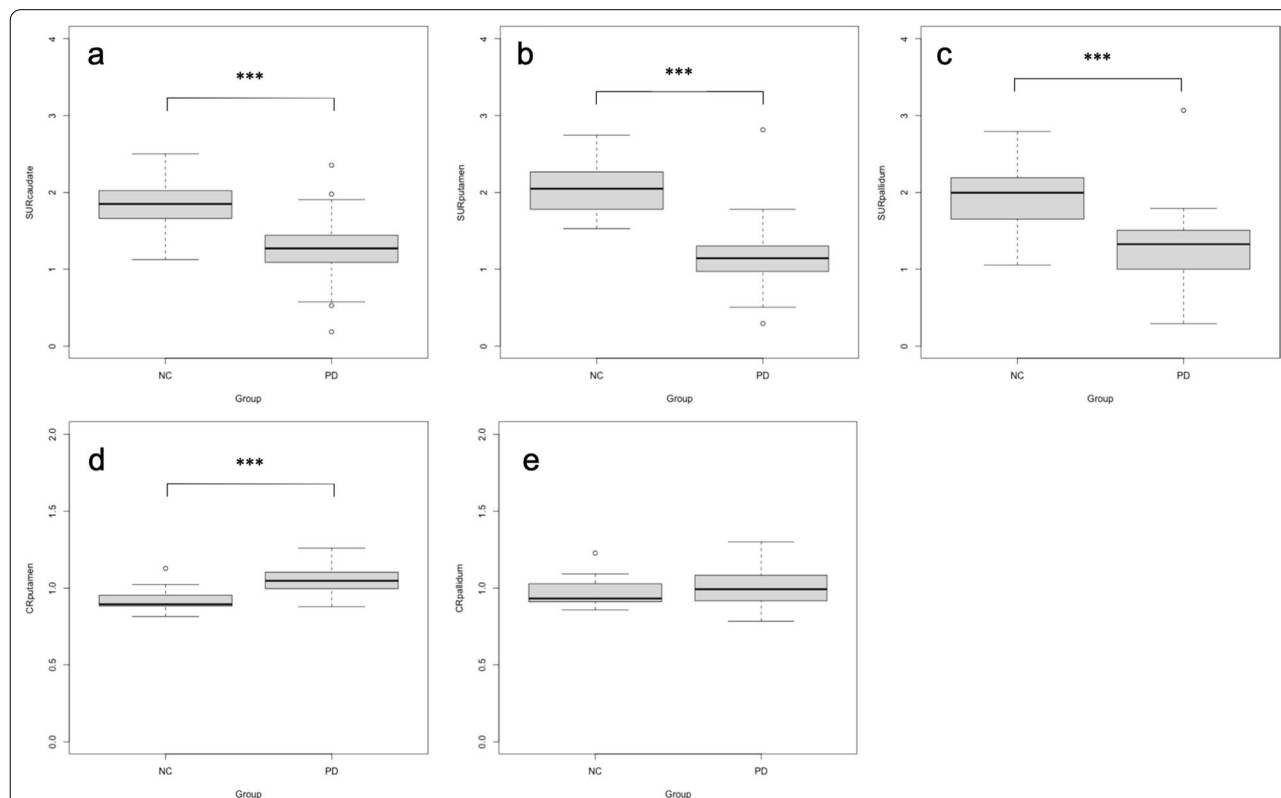 a
***
SURcaudate
4
3
2
1
0
NC
PD
Group
b
***
SURputamen
4
3
2
1
0
NC
PD
Group
c
***
SURpallidum
4
3
2
1
0
NC
PD
Group
d
***
CRputamen
2.0
1.5
1.0
0.5
0.0
NC
PD
Group
e
CRpallidum
2.0
1.5
1.0
0.5
0.0
NC
PD
Group